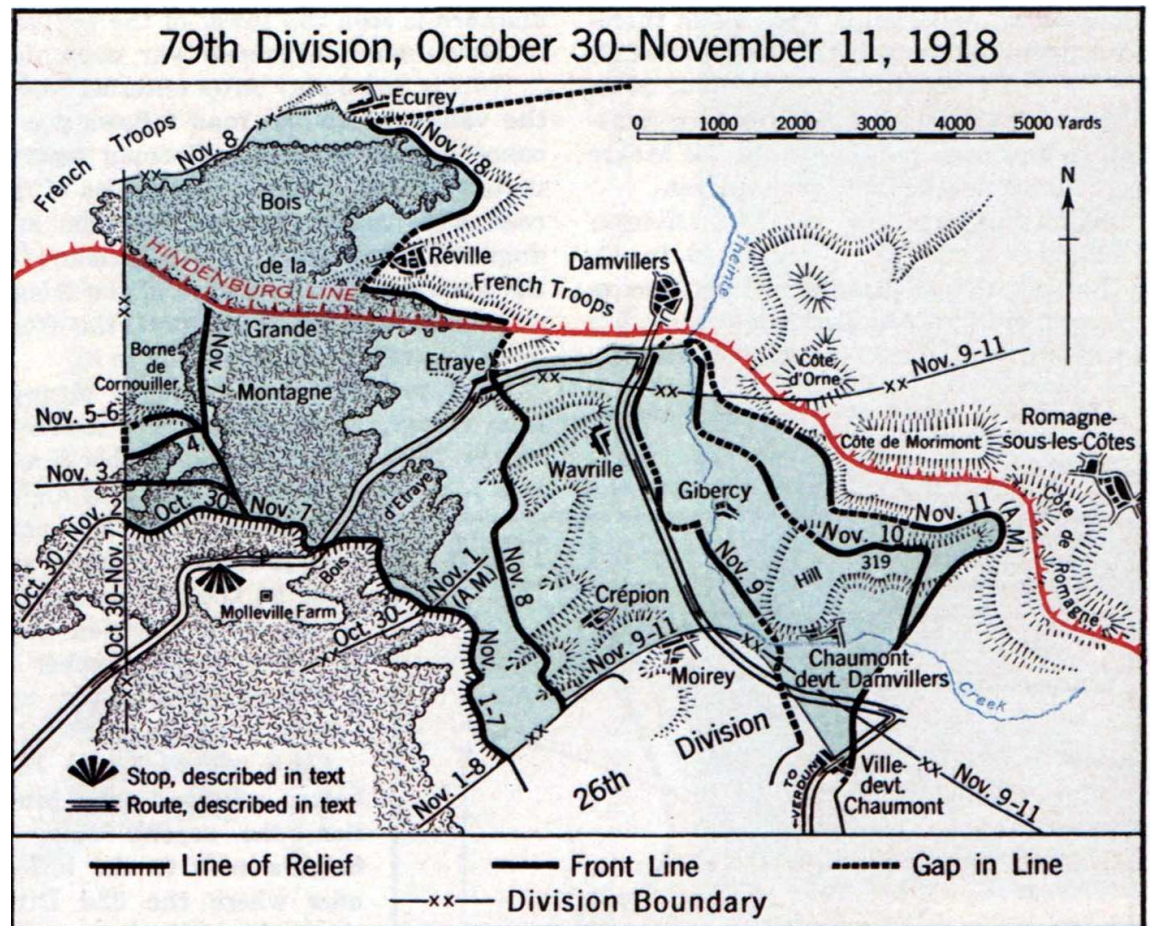 79th Division, October 30-November 11, 1918
Ecurey
0 1000 2000 3000 4000 5000 Yards
French Troops
Nov. 8
Nov. 8
N
Bois
de la
Grande
Montagne
HINDENBURG LINE
Réville
French Troops
Damvillers
Theinte
Etraye
Borne
de
Cornouiller
Nov. 7
Côte
d'Orne
Nov. 9-11
Nov. 5-6
4
Côte de Morimont
Romagne-
sous-les-Côtes
Nov. 3
Wavrille
Gibercy
d'Etraye
Oct. 30-
Nov. 2
Nov. 7
Nov. 11
(A.M.)
Nov. 10
Côte
de
Romagne
Hill
319
Oct. 30-Nov. 7
Oct. 30-Nov. 7
Bois
Molleville Farm
Oct. 30-
Nov. 1
(A.M.)
Nov. 8
Nov. 9
Crépion
Nov. 9-11
Moirey
Chaumont-
devt. Damvillers
Creek
Nov.
1-7
Division
26th
Nov. 1-8
TO
VERDUN
Ville-
devt.
Chaumont
Nov. 9-11
Stop, described in text
Route, described in text
Line of Relief
Front Line
Gap in Line
xx Division Boundary